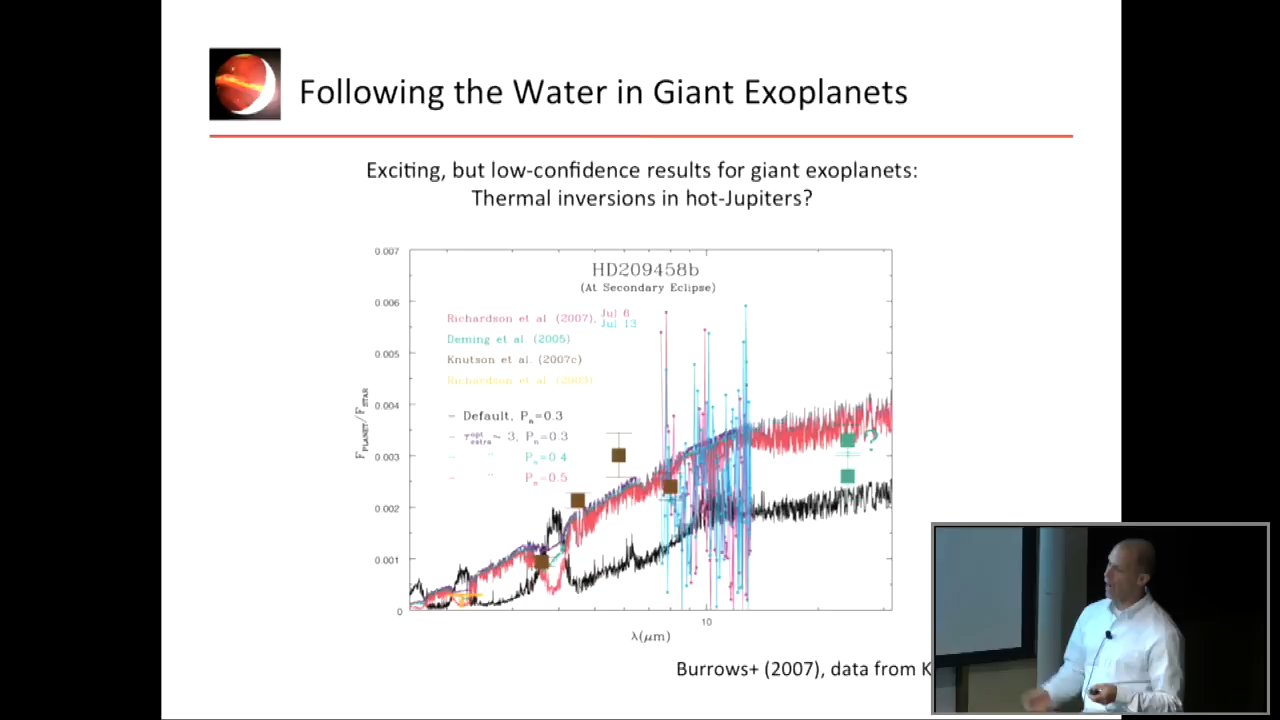 Following the Water in Giant Exoplanets
Exciting, but low-confidence results for giant exoplanets:
Thermal inversions in hot-Jupiters?
HD209458b
(At Secondary Eclipse)
Richardson et al. (2007), Jul 6
Jul 13
Deming et al (2005)
Knutson et al. (2007c)
Richardson et al (2003)
— Default, Pn=0.3
— τ opt extra ~ 3, Pn=0.3
— " Pn=0.4
— " Pn=0.5
0.007
0.006
0.005
0.004
0.003
0.002
0.001
0
FPLANET/FSTAR
?
10
λ(μm)
Burrows+ (2007), data from K